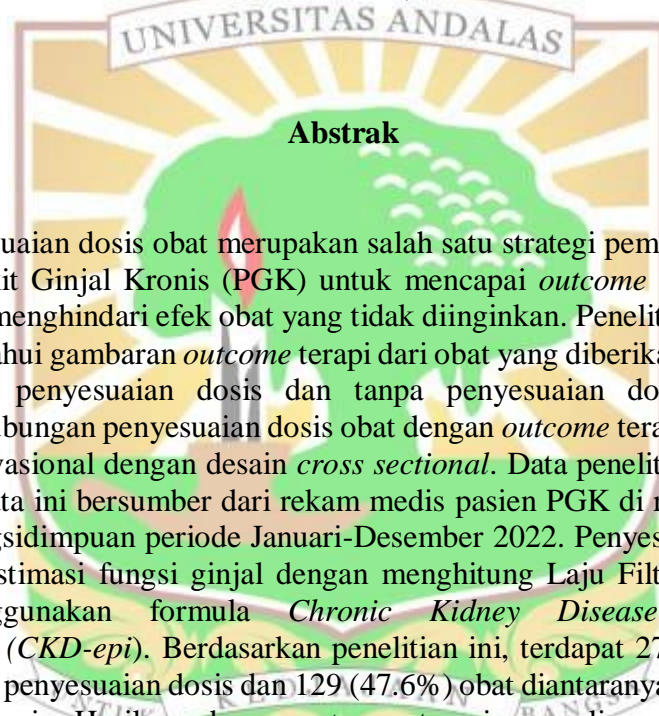 UNIVERSITAS ANDALAS
Abstrak
uaian dosis obat merupakan salah satu strategi pem
it Ginjal Kronis (PGK) untuk mencapai outcome
menghindari efek obat yang tidak diinginkan. Penelit
ahui gambaran outcome terapi dari obat yang diberika
penyesuaian dosis dan tanpa penyesuaian do
ubungan penyesuaian dosis obat dengan outcome tera
vasional dengan desain cross sectional. Data penelit
ata ini bersumber dari rekam medis pasien PGK di r
gsidimpuan periode Januari-Desember 2022. Penyes
stimasi fungsi ginjal dengan menghitung Laju Filt
ggunakan formula Chronic Kidney Disease
(CKD-epi). Berdasarkan penelitian ini, terdapat 27
penyesuaian dosis dan 129 (47.6%) obat diantaranya